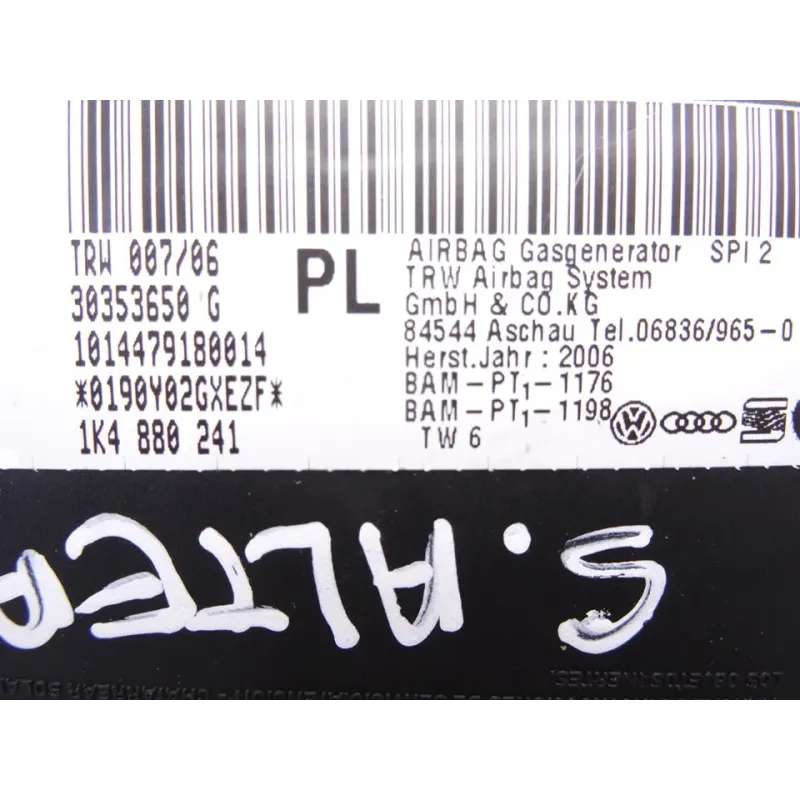 TRW 007/06
30353650 G
1014479180014
*0190Y02GXEZF*
1K4 880 241
PL
AIRBAG Gasgenerator SPI 2
TRW Airbag System
GmbH & CO.KG
84544 Aschau Tel.06836/965-0
Herst.Jahr : 2006
BAM-PT1-1176
BAM-PT1-1198
TW 6
S. ALTEA